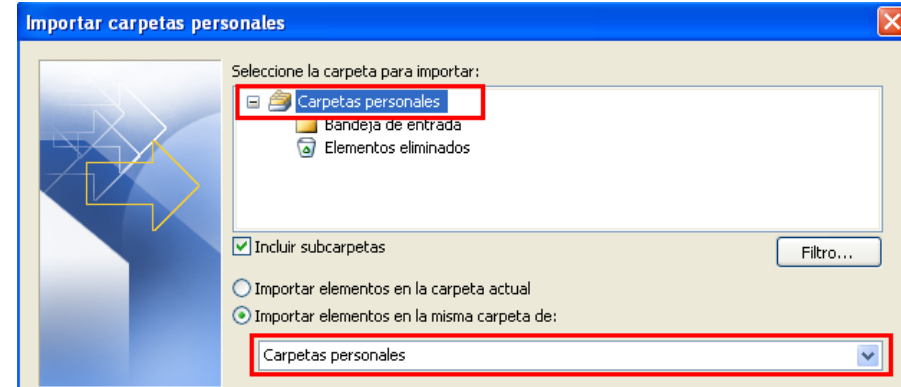 Importar carpetas personales
Seleccione la carpeta para importar:
Carpetas personales
Bandeja de entrada
Elementos eliminados
Incluir subcarpetas
Filtro...
Importar elementos en la carpeta actual
Importar elementos en la misma carpeta de:
Carpetas personales